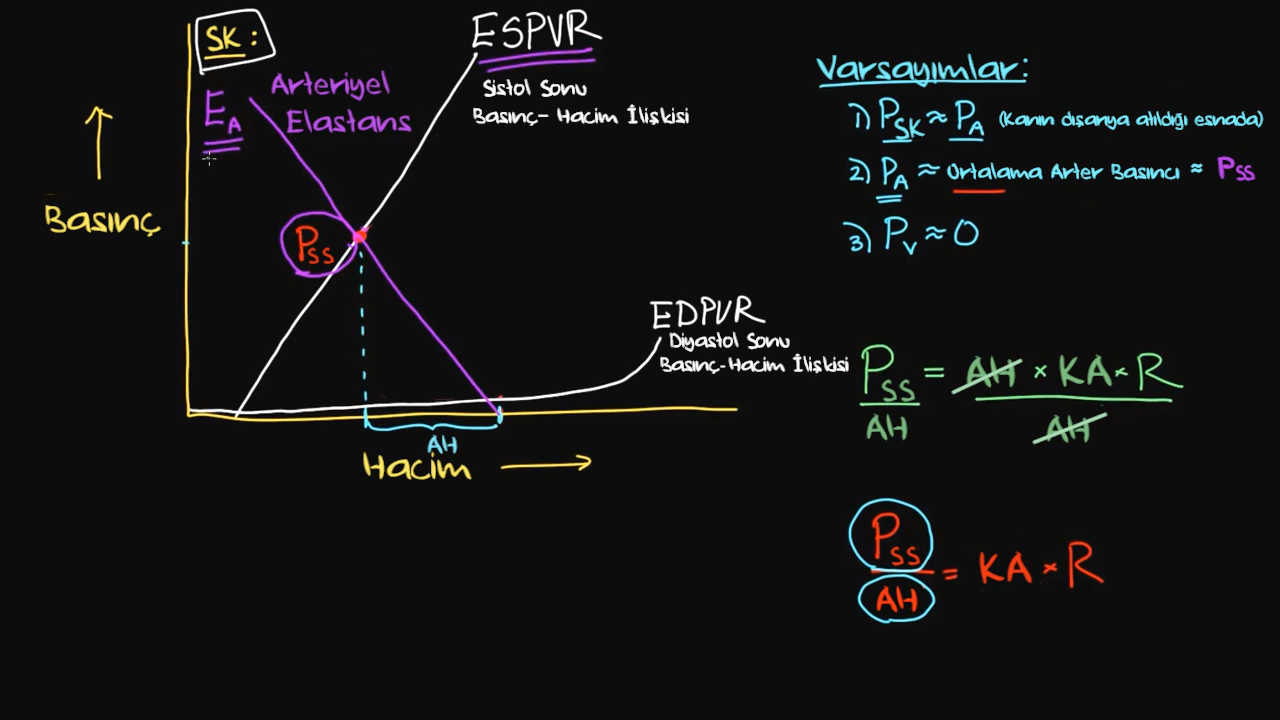 SK:
ESPVR
Sistol Sonu
Basınç-Hacim İlişkisi
EA
Arteriyel
Elastans
Basınç
PSS
EDPVR
Diyastol Sonu
Basınç-Hacim İlişkisi
AH
Hacim
Varsayımlar:
1) PSK ≈ PA (Kanın dışarıya atıldığı esnada)
2) PA ≈ Ortalama Arter Basıncı ≈ PSS
3) PV ≈ 0
PSS = AH × KA × R
AH AH
PSS = KA × R
AH